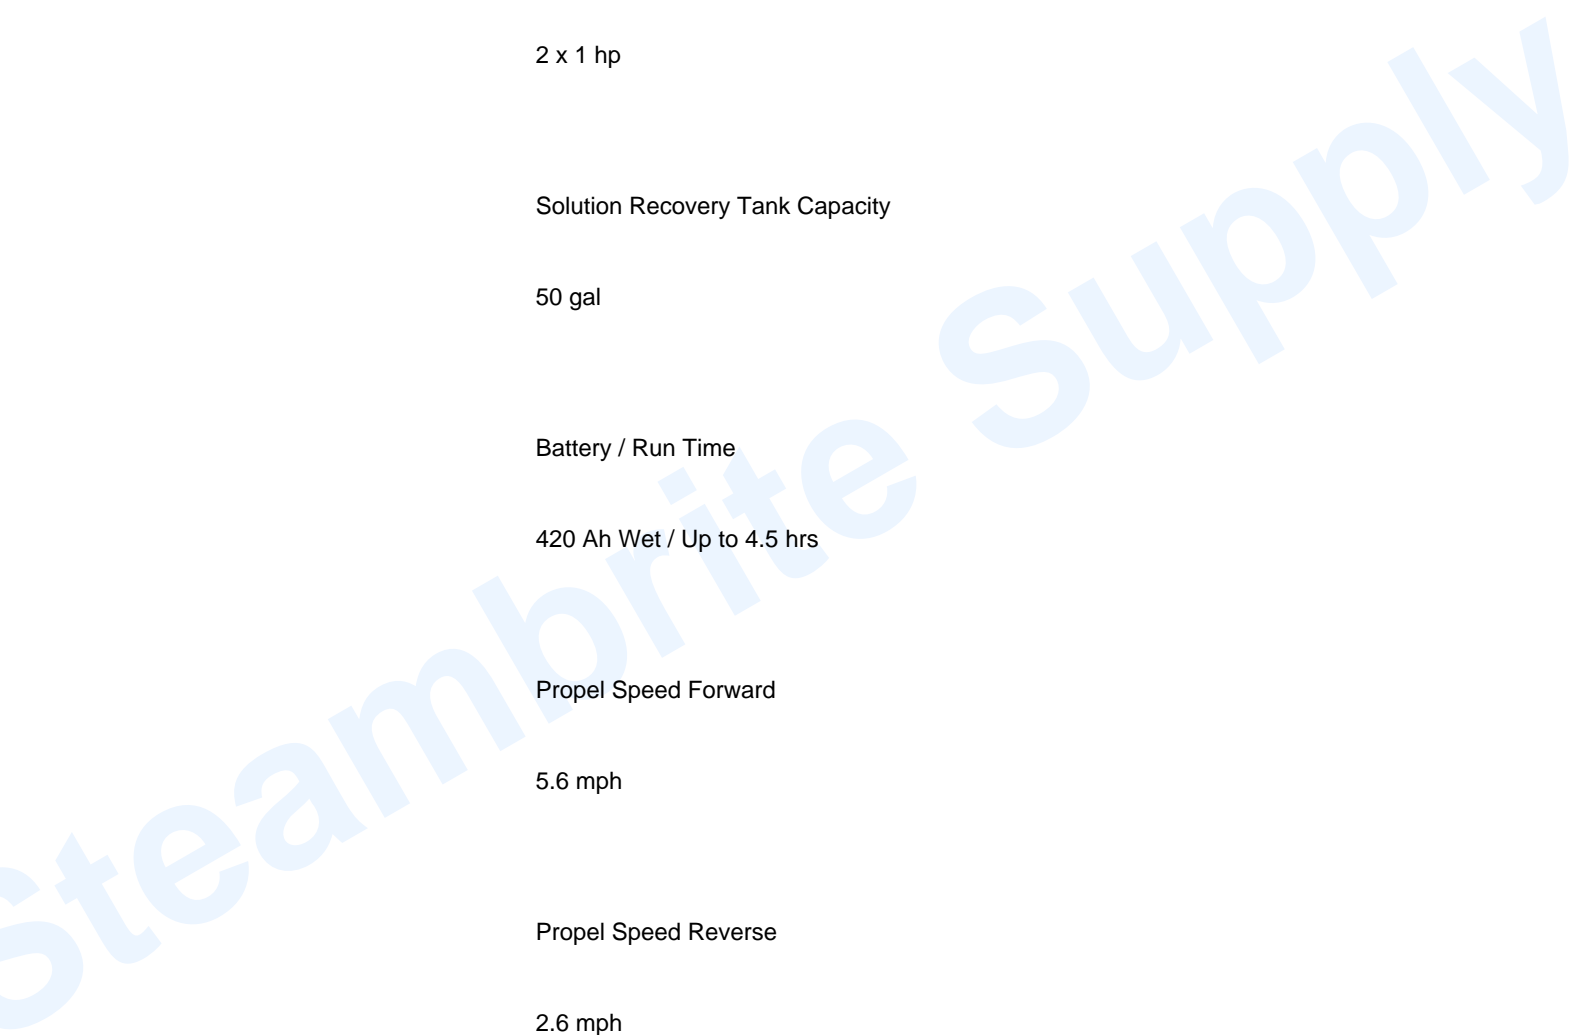 2 x 1 hp
Solution Recovery Tank Capacity
50 gal
Battery / Run Time
420 Ah Wet / Up to 4.5 hrs
Propel Speed Forward
5.6 mph
Propel Speed Reverse
2.6 mph
Steambrite Supply